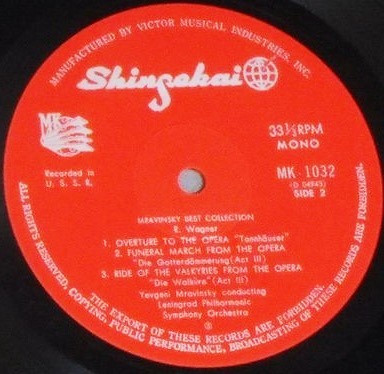 MANUFACTURED BY VICTOR MUSICAL INDUSTRIES, INC.
Shinsekai
MK
33⅓RPM
MONO
Recorded in
U. S. S. R.
MK 1032
(D 04945)
SIDE 2
MRAVINSKY BEST COLLECTION
R. Wagner
1. OVERTURE TO THE OPERA "Tannhäuser"
2. FUNERAL MARCH FROM THE OPERA
"Die Gotterdämmerung (Act III)
3. RIDE OF THE VALKYRIES FROM THE OPERA
"Die Walküre" (Act III)
Yevgeni Mravinsky conducting
Leningrad Philharmonic
Symphony Orchestra
THE EXPORT OF THESE RECORDS ARE FORBIDDEN.
ALL RIGHTS RESERVED, COPYING, PUBLIC PERFORMANCE, BROADCASTING OF THESE RECORDS ARE FORBIDDEN.